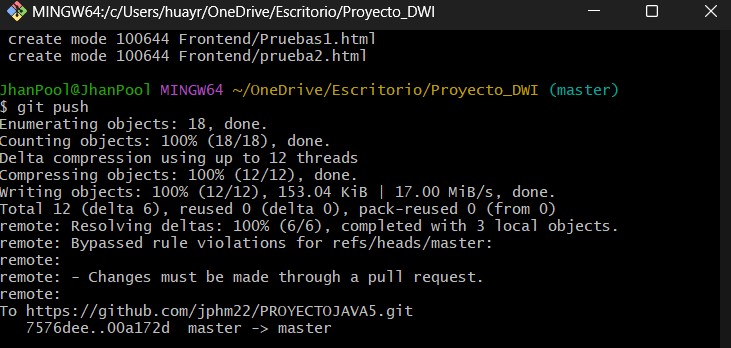 MINGW64:/c/Users/huayr/OneDrive/Escritorio/Proyecto_DWI
create mode 100644 Frontend/Pruebas1.html
create mode 100644 Frontend/prueba2.html
JhanPool@JhanPool MINGW64 ~/OneDrive/Escritorio/Proyecto_DWI (master)
$ git push
Enumerating objects: 18, done.
Counting objects: 100% (18/18), done.
Delta compression using up to 12 threads
Compressing objects: 100% (12/12), done.
Writing objects: 100% (12/12), 153.04 KiB | 17.00 MiB/s, done.
Total 12 (delta 6), reused 0 (delta 0), pack-reused 0 (from 0)
remote: Resolving deltas: 100% (6/6), completed with 3 local objects.
remote: Bypassed rule violations for refs/heads/master:
remote:
remote: - Changes must be made through a pull request.
remote:
To https://github.com/jphm22/PROYECTOJAVA5.git
7576dee..00a172d  master -> master